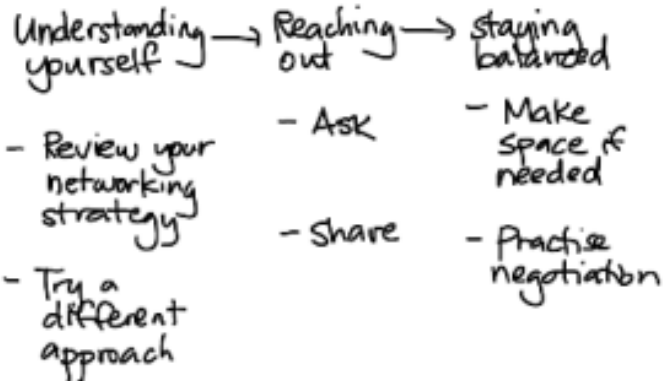 Understanding → Reaching → staying
yourself out balanced
- Review your
networking
strategy
- Try a
different
approach
- Ask
- Share
- Make
space if
needed
- Practise
negotiation